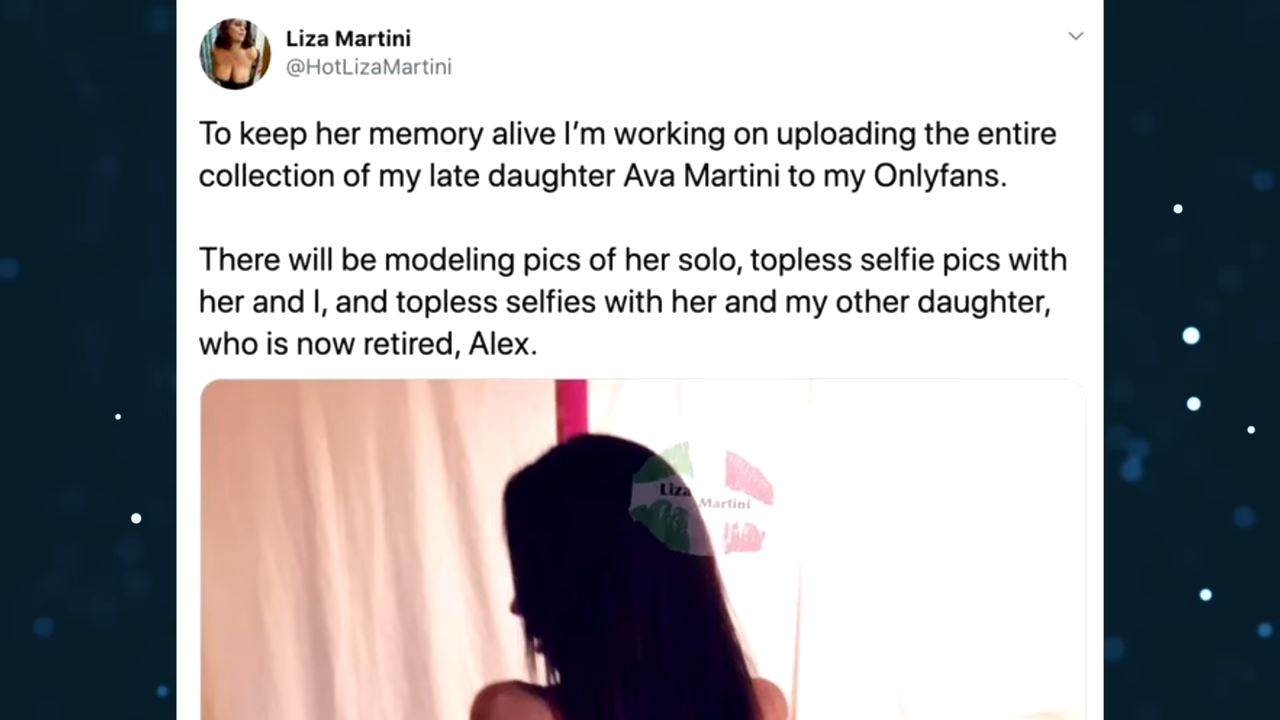 Liza Martini
@HotLizaMartini
To keep her memory alive I’m working on uploading the entire
collection of my late daughter Ava Martini to my Onlyfans.
There will be modeling pics of her solo, topless selfie pics with
her and I, and topless selfies with her and my other daughter,
who is now retired, Alex.
Liza Martini